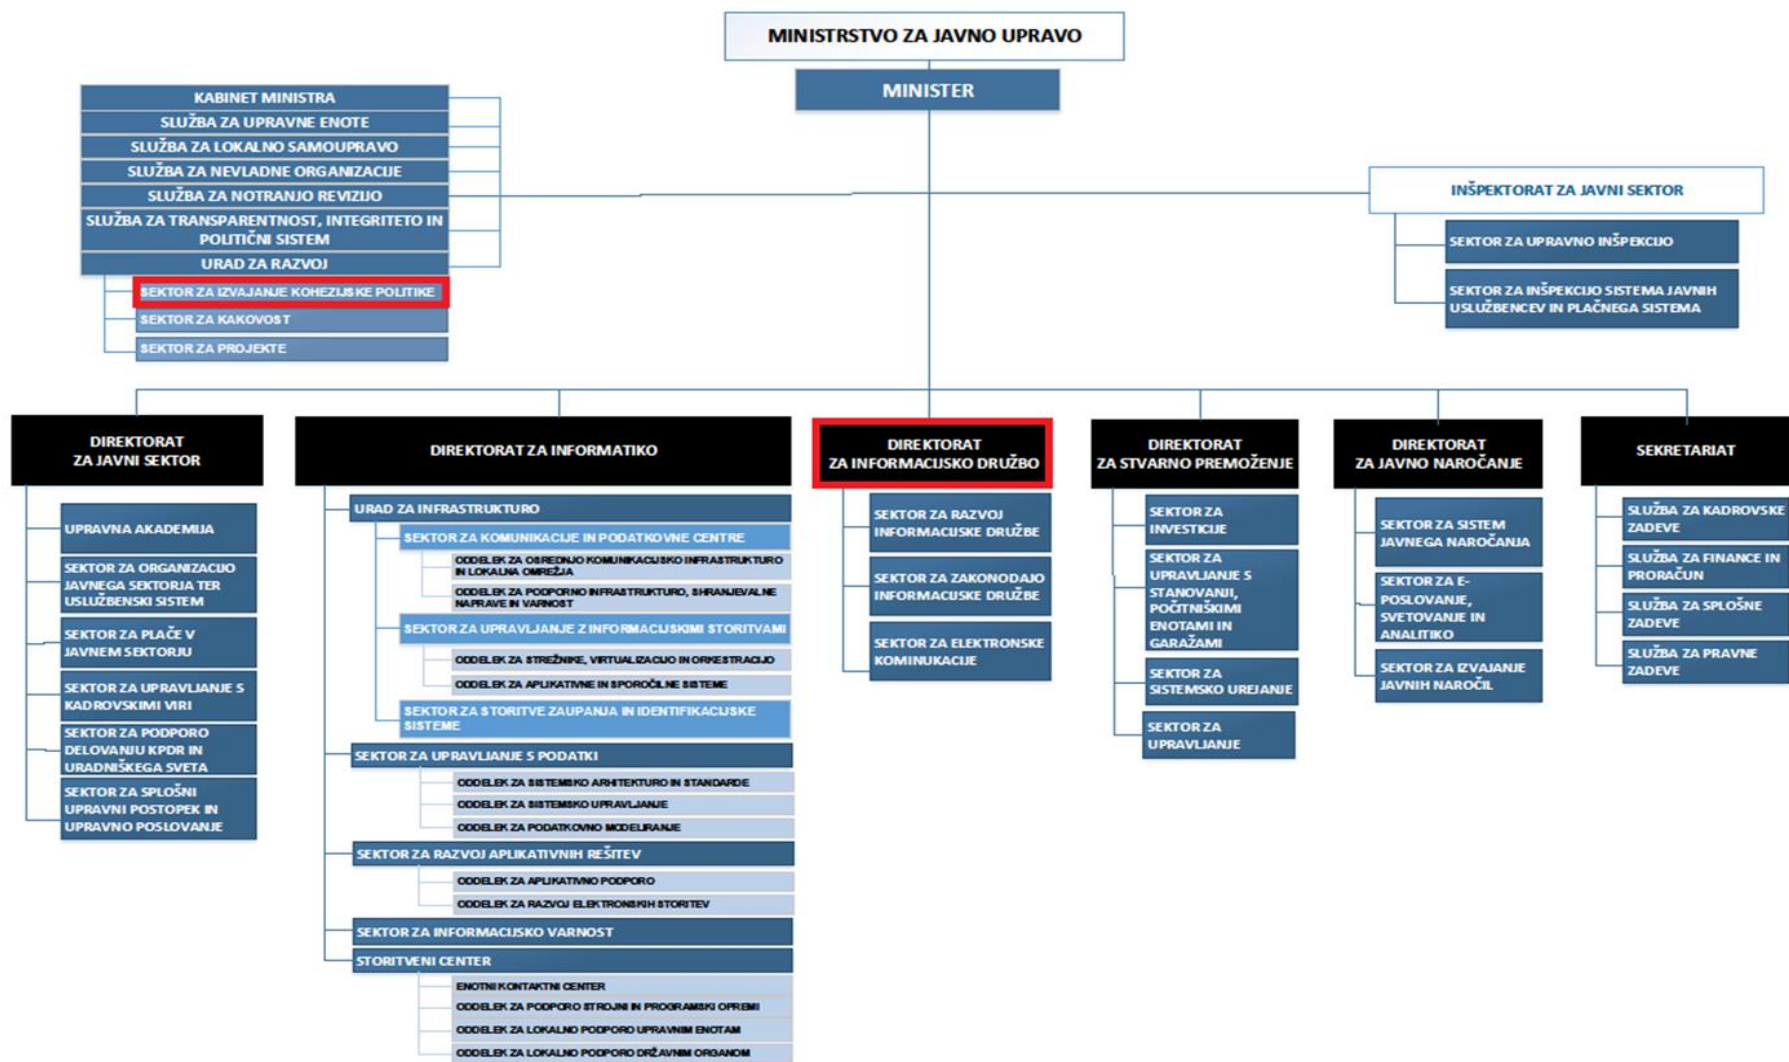 MINISTRSTVO ZA JAVNO UPRAVO
MINISTER
KABINET MINISTRA
SLUŽBA ZA UPRAVNE ENOTE
SLUŽBA ZA LOKALNO SAMOUPRAVO
SLUŽBA ZA NEVLADNE ORGANIZACIJE
SLUŽBA ZA NOTRANJO REVIZIJO
SLUŽBA ZA TRANSPARENTNOST, INTEGRITETO IN
POLITIČNI SISTEM
URAD ZA RAZVOJ
SEKTOR ZA IZVAJANJE KOHEZIJSKE POLITIKE
SEKTOR ZA KAKOVOST
SEKTOR ZA PROJEKTE
INŠPEKTORAT ZA JAVNI SEKTOR
SEKTOR ZA UPRAVNO INŠPEKCIJO
SEKTOR ZA INŠPEKCIJO SISTEMA JAVNIH
USLUŽBENCEV IN PLAČNEGA SISTEMA
DIREKTORAT
ZA JAVNI SEKTOR
UPRAVNA AKADEMIJA
SEKTOR ZA ORGANIZACIJO
JAVNEGA SEKTORJA TER
USLUŽBENSKI SISTEM
SEKTOR ZA PLAČE V
JAVNEM SEKTORJU
SEKTOR ZA UPRAVLJANJE S
KADROVSKIMI VIRI
SEKTOR ZA PODPORO
DELOVANJU KPDR IN
URADNIŠKEGA SVETA
SEKTOR ZA SPLOŠNI
UPRAVNI POSTOPEK IN
UPRAVNO POSLOVANJE
DIREKTORAT ZA INFORMATIKO
URAD ZA INFRASTRUKTURO
SEKTOR ZA KOMUNIKACIJE IN PODATKOVNE CENTRE
ODDELEK ZA OSREDNJO KOMUNIKACIJSKO INFRASTRUKTURO
IN LOKALNA OMREŽJA
ODDELEK ZA PODPORNO INFRASTRUKTURO, SHRANJEVALNE
NAPRAVE IN VARNOST
SEKTOR ZA UPRAVLJANJE Z INFORMACIJSKIMI STORITVAMI
ODDELEK ZA STREŽNIKE, VIRTUALIZACIJO IN ORKESTRACIJO
ODDELEK ZA APLIKATIVNE IN SPOROČILNE SISTEME
SEKTOR ZA STORITVE ZAUPANJA IN IDENTIFIKACIJSKE
SISTEME
SEKTOR ZA UPRAVLJANJE S PODATKI
ODDELEK ZA SISTEMSKO ARHITEKTURO IN STANDARDE
ODDELEK ZA SISTEMSKO UPRAVLJANJE
ODDELEK ZA PODATKOVNO MODELIRANJE
SEKTOR ZA RAZVOJ APLIKATIVNIH REŠITEV
ODDELEK ZA APLIKATIVNO PODPORO
ODDELEK ZA RAZVOJ ELEKTRONSKIH STORITEV
SEKTOR ZA INFORMACIJSKO VARNOST
STORITVENI CENTER
ENOTNI KONTAKTNI CENTER
ODDELEK ZA PODPORO STROJNI IN PROGRAMSKI OPREMI
ODDELEK ZA LOKALNO PODPORO UPRAVNIM ENOTAM
ODDELEK ZA LOKALNO PODPORO DRŽAVNIM ORGANOM
DIREKTORAT
ZA INFORMACIJSKO DRUŽBO
SEKTOR ZA RAZVOJ
INFORMACIJSKE DRUŽBE
SEKTOR ZA ZAKONODAJO
INFORMACIJSKE DRUŽBE
SEKTOR ZA ELEKTRONSKE
KOMINUKACIJE
DIREKTORAT
ZA STVARNO PREMOŽENJE
SEKTOR ZA
INVESTICIJE
SEKTOR ZA
UPRAVLJANJE S
STANOVANJI,
POČITNIŠKIMI
ENOTAMI IN
GARAŽAMI
SEKTOR ZA
SISTEMSKO UREJANJE
SEKTOR ZA
UPRAVLJANJE
DIREKTORAT
ZA JAVNO NAROČANJE
SEKTOR ZA SISTEM
JAVNEGA NAROČANJA
SEKTOR ZA E-
POSLOVANJE,
SVETOVANJE IN
ANALITIKO
SEKTOR ZA IZVAJANJE
JAVNIH NAROČIL
SEKRETARIAT
SLUŽBA ZA KADROVSKE
ZADEVE
SLUŽBA ZA FINANCE IN
PRORAČUN
SLUŽBA ZA SPLOŠNE
ZADEVE
SLUŽBA ZA PRAVNE
ZADEVE